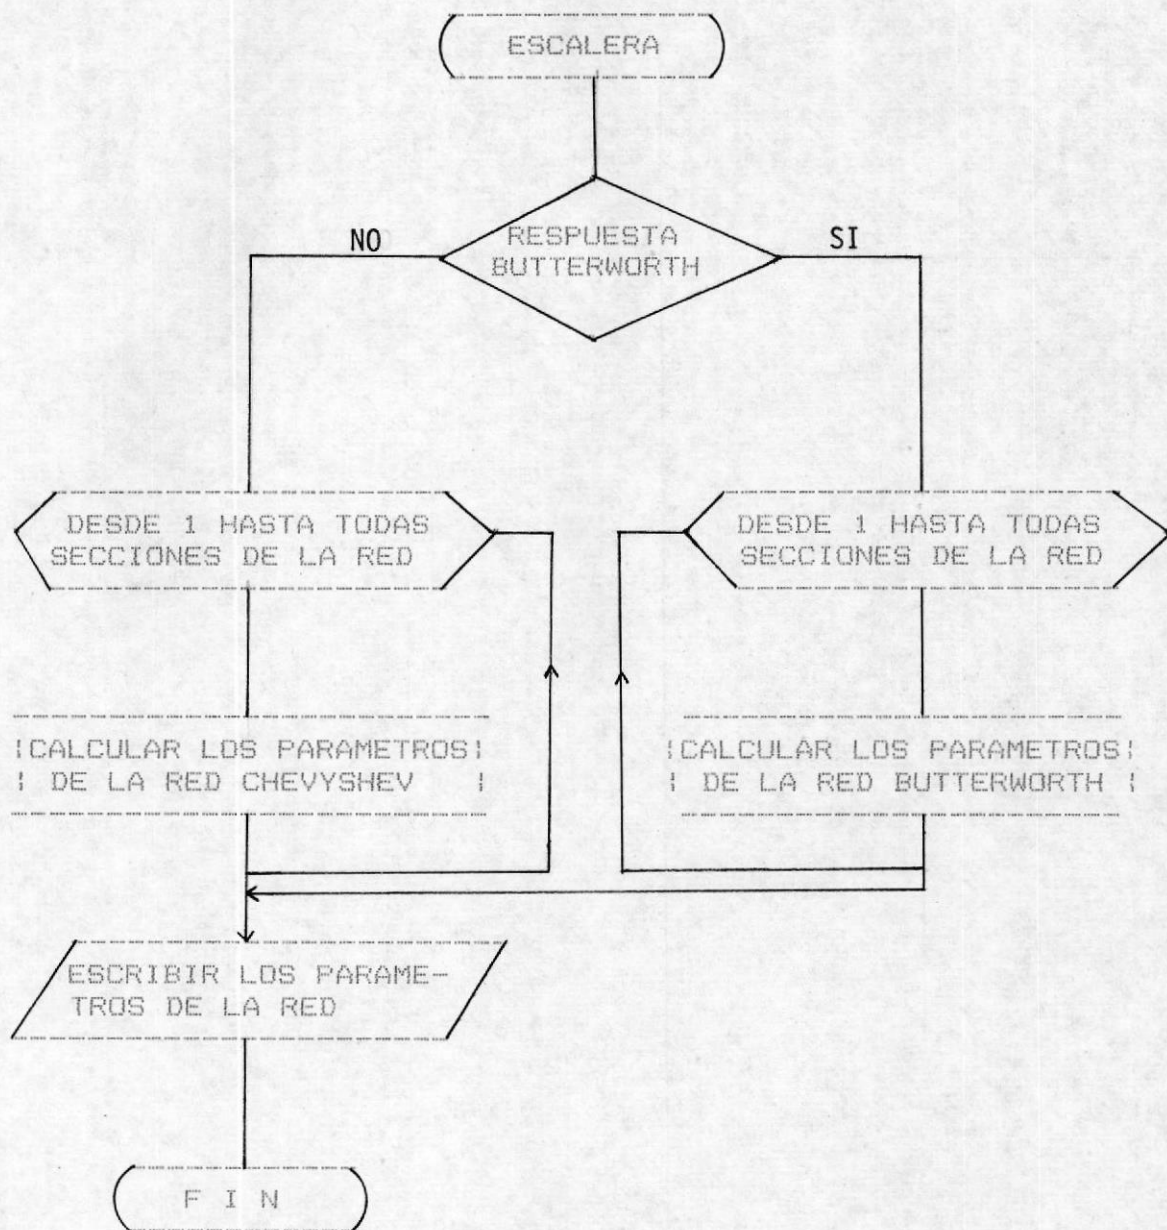 ESCALERA
RESPUESTA
BUTTERWORTH
NO
SI
DESDE 1 HASTA TODAS
SECCIONES DE LA RED
DESDE 1 HASTA TODAS
SECCIONES DE LA RED
CALCULAR LOS PARAMETROS
DE LA RED CHEVYSHEV
CALCULAR LOS PARAMETROS
DE LA RED BUTTERWORTH
ESCRIBIR LOS PARAME-
TROS DE LA RED
F I N